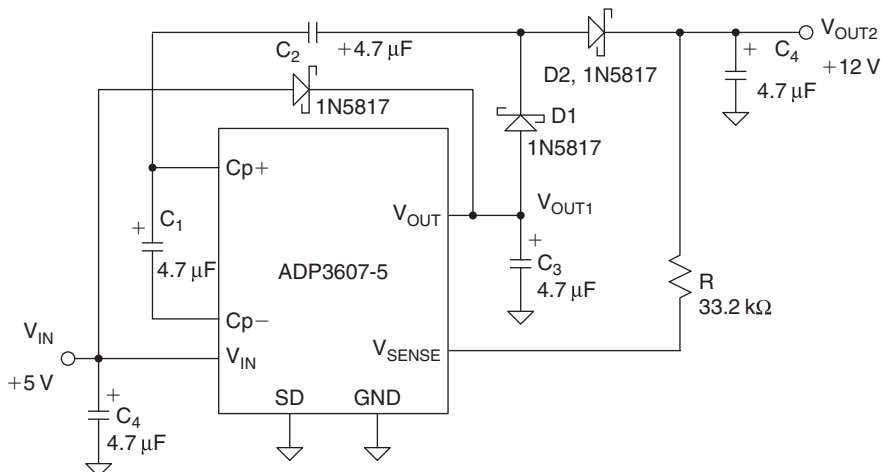 C2
+4.7 μF
D2, 1N5817
+ C4
4.7 μF
VOUT2
+12 V
1N5817
D1
1N5817
Cp+
+ C1
4.7 μF
VOUT
VOUT1
ADP3607-5
+
C3
4.7 μF
R
33.2 kΩ
Cp−
VIN
+5 V
VIN
VSENSE
+
C4
4.7 μF
SD
GND